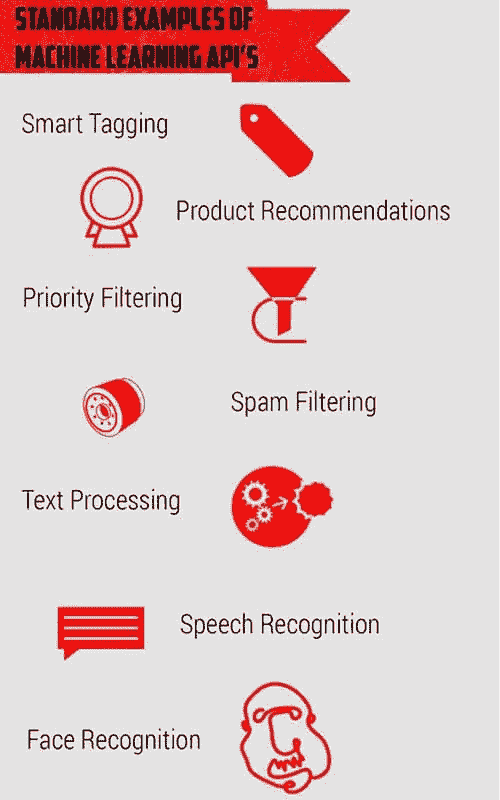 STANDARD EXAMPLES OF
MACHINE LEARNING API'S
Smart Tagging
Product Recommendations
Priority Filtering
Spam Filtering
Text Processing
Speech Recognition
Face Recognition